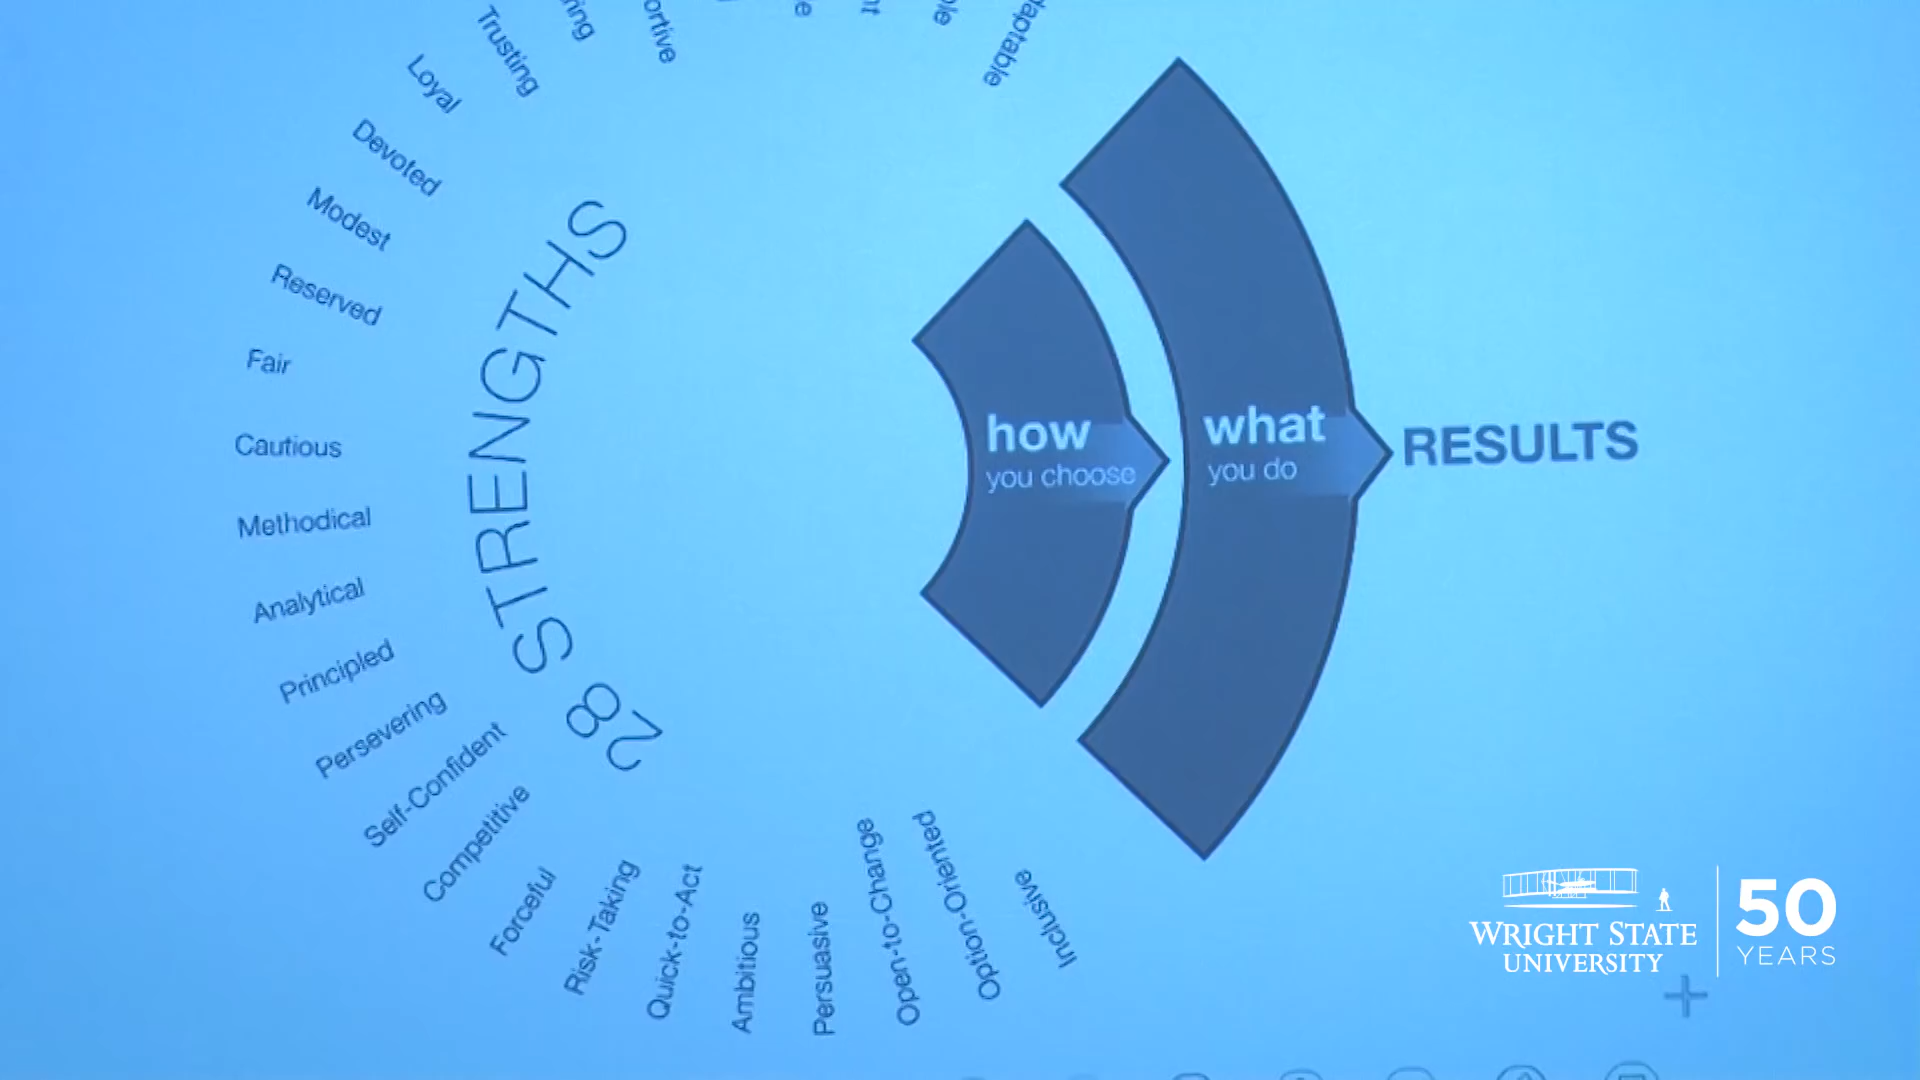 Trusting
Loyal
Devoted
Modest
Reserved
Fair
Cautious
Methodical
Analytical
Principled
Persevering
Self-Confident
Competitive
Forceful
Risk-Taking
Quick-to-Act
Ambitious
Persuasive
Open-to-Change
Option-Oriented
Inclusive
28 STRENGTHS
how
you choose
what
you do
RESULTS
WRIGHT STATE
UNIVERSITY
50
YEARS